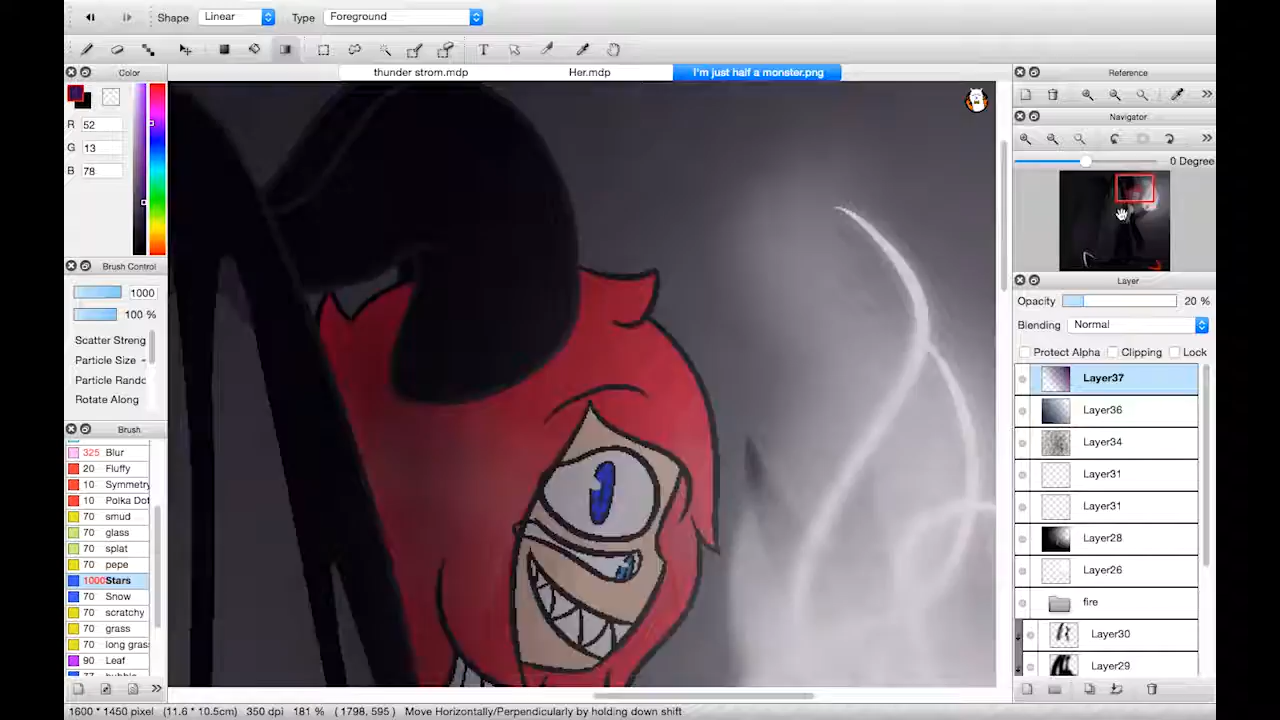 Shape Linear Type Foreground
thunder strom.mdp Her.mdp I'm just half a monster.png
Color
R 52
G 13
B 78
Brush Control
1000
100 %
Scatter Streng
Particle Size
Particle Rando
Rotate Along
Brush
325 Blur
20 Fluffy
10 Symmetry
10 Polka Dot
70 smud
70 glass
70 splat
70 pepe
1000 Stars
70 Snow
70 scratchy
70 grass
70 long gras
90 Leaf
Reference
Navigator
0 Degree
Layer
Opacity 20 %
Blending Normal
Protect Alpha Clipping Lock
Layer37
Layer36
Layer34
Layer31
Layer31
Layer28
Layer26
fire
Layer30
Layer29
1600 * 1450 pixel (11.6 * 10.5cm) 350 dpi 181 % ( 1798, 595 ) Move Horizontally/Perpendicularly by holding down shift